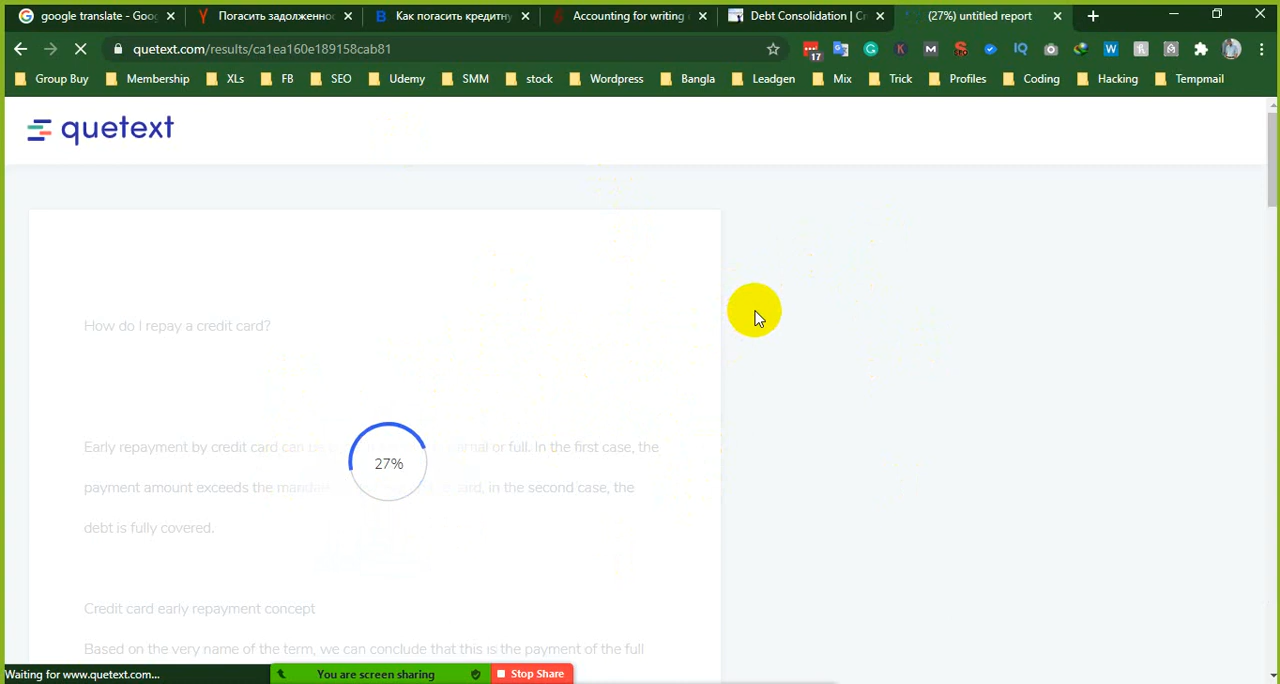 google translate - Goo
Погасить задолженно
Как погасить кредитну
Accounting for writing
Debt Consolidation | Cr
(27%) untitled report
quetext.com/results/ca1ea160e189158cab81
17
IQ
Group Buy
Membership
XLs
FB
SEO
Udemy
SMM
stock
Wordpress
Bangla
Leadgen
Mix
Trick
Profiles
Coding
Hacking
Tempmail
quetext
How do I repay a credit card?
Early repayment by credit card can or full. In the first case, the
27%
payment amount exceeds the in the second case, the
debt is fully covered.
Credit card early repayment concept
Based on the very name of the term, we can conclude that this is the payment of the full
Waiting for www.quetext.com...
You are screen sharing
Stop Share